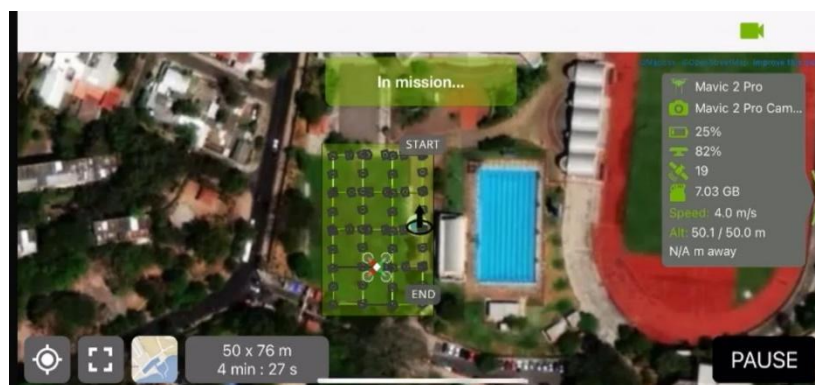 In mission...
START
END
Mavic 2 Pro
Mavic 2 Pro Cam...
25%
82%
19
7.03 GB
Speed: 4.0 m/s
Alt: 50.1 / 50.0 m
N/A m away
50 x 76 m
4 min : 27 s
PAUSE